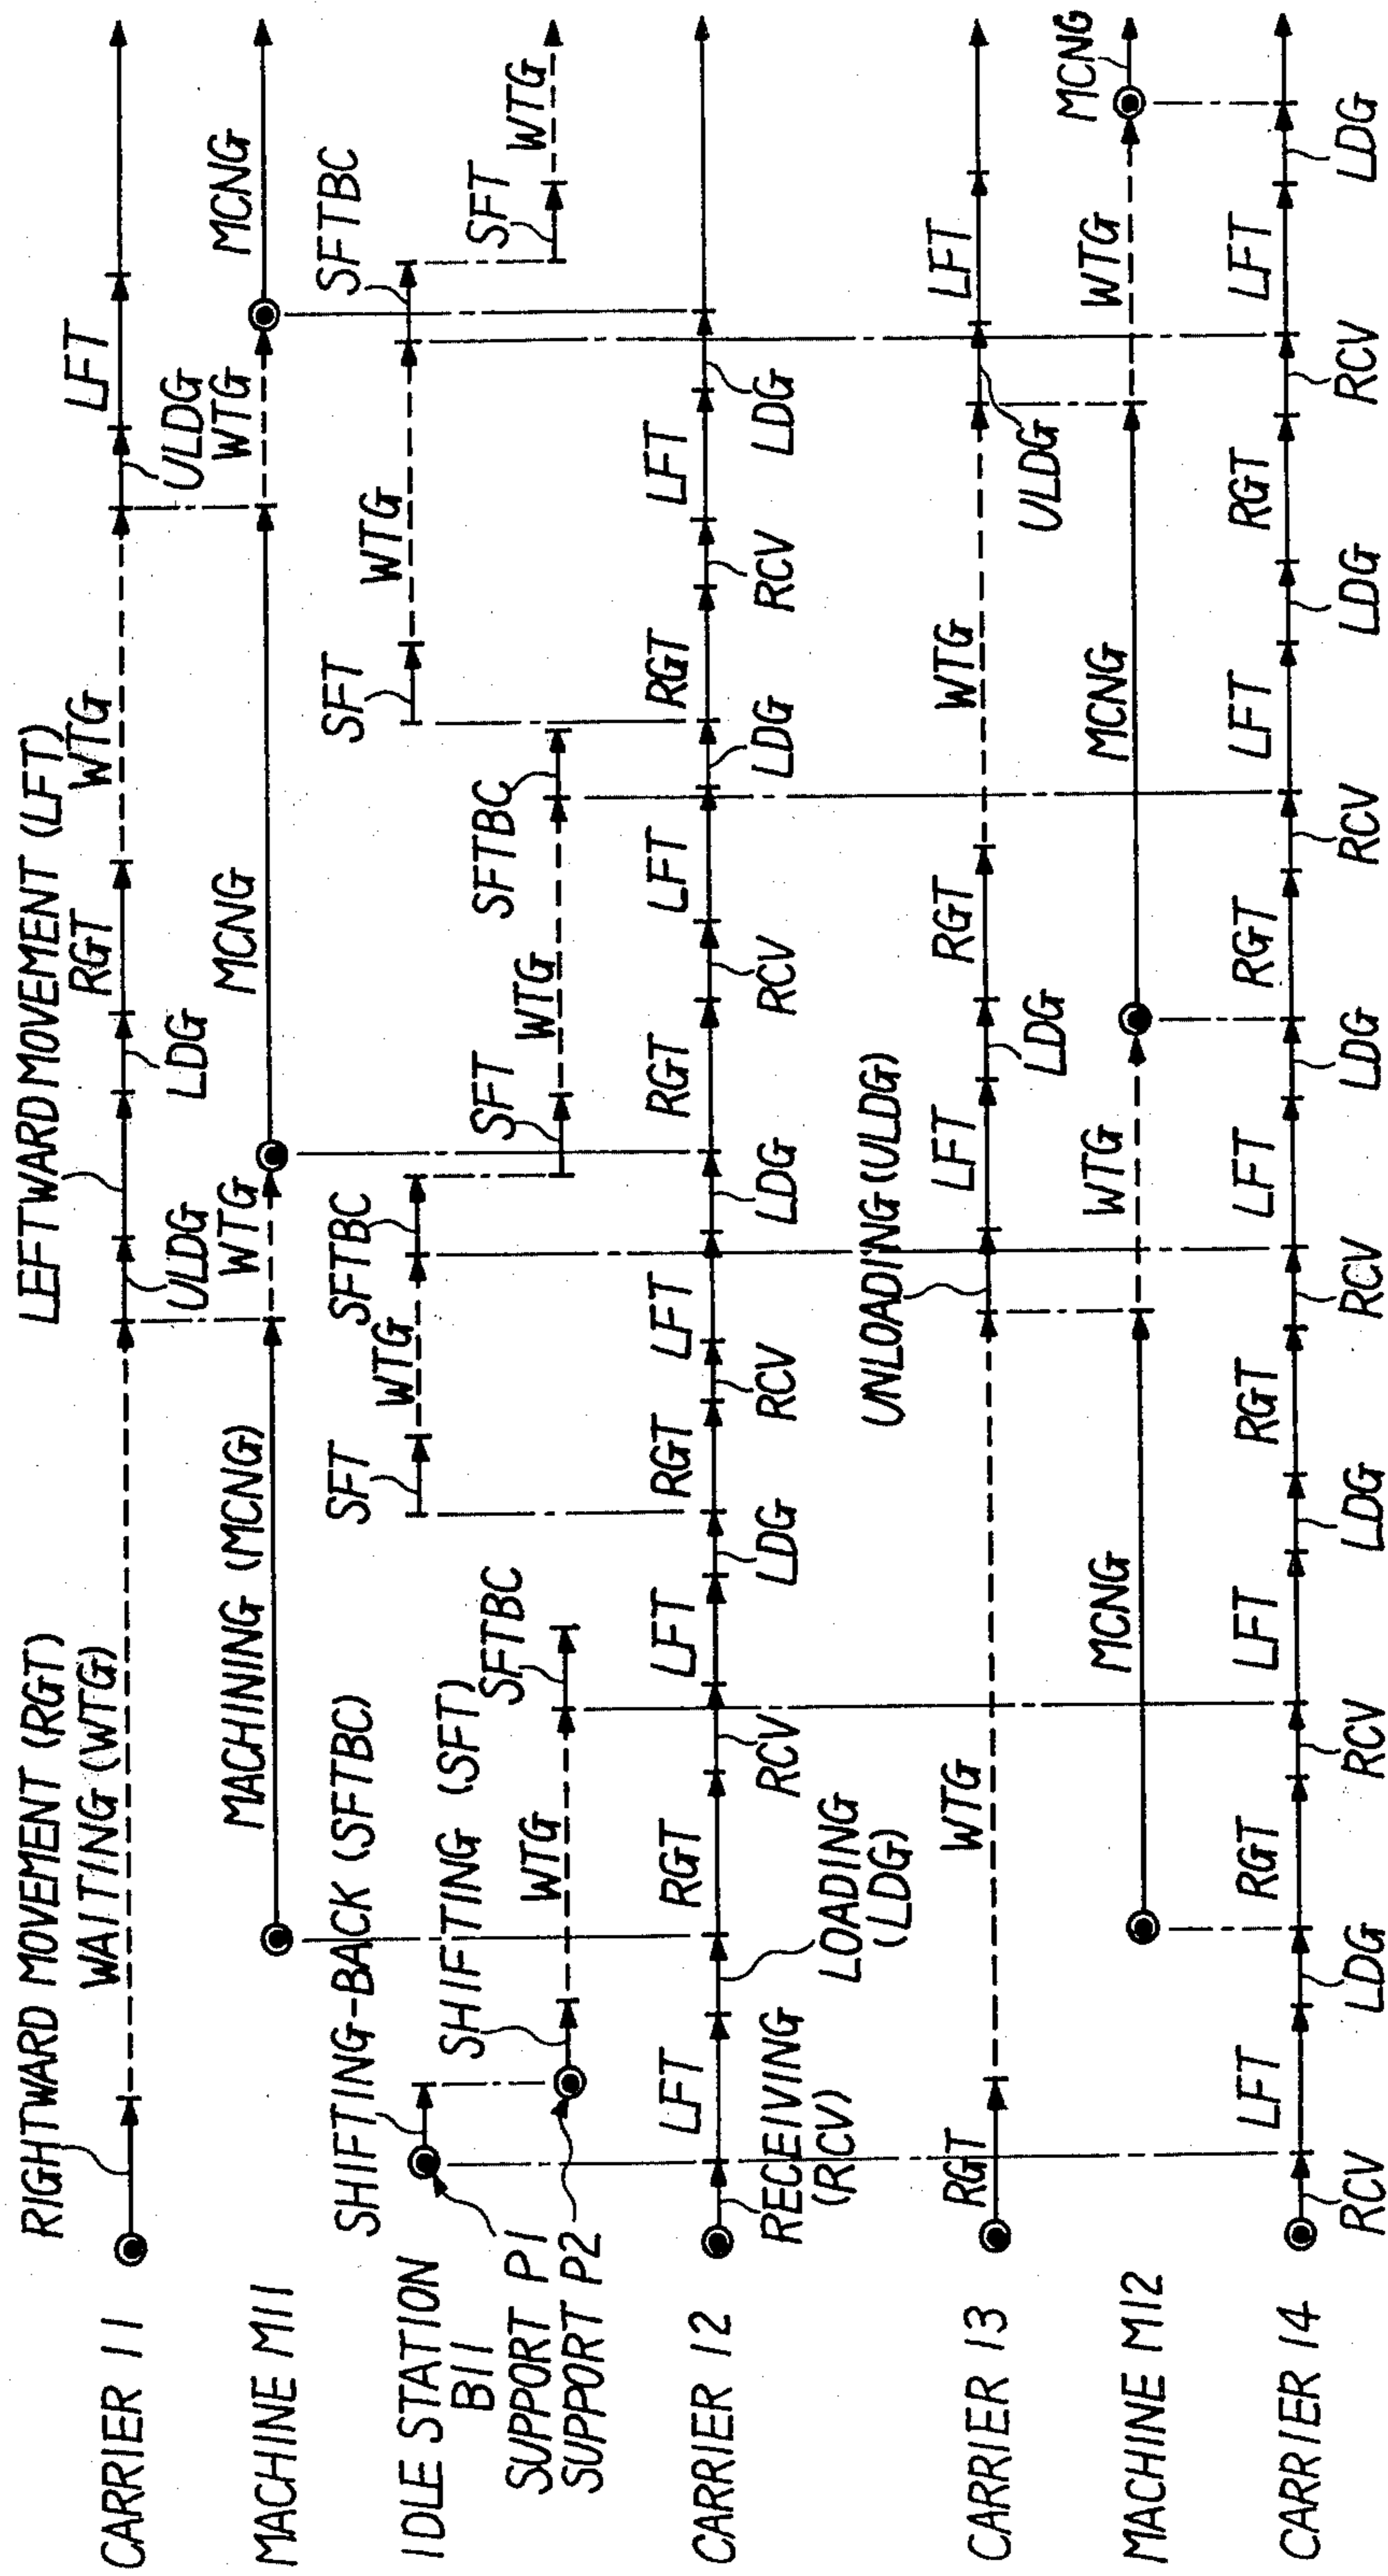 CARRIER 11
RIGHTWARD MOVEMENT (RGT)
WAITING (WTG)
ULDG
LEFTWARD MOVEMENT (LFT)
LDG
RGT
WTG
ULDG
LFT
MACHINE M11
MACHINING (MCNG)
WTG
MCNG
WTG
MCNG
IDLE STATION
B11
SUPPORT P1
SUPPORT P2
SHIFTING-BACK (SFTBC)
SFT
WTG
SFTBC
SFT
WTG
SFTBC
SHIFTING (SFT)
WTG
SFTBC
SFT
WTG
SFTBC
SFT
WTG
CARRIER 12
RECEIVING
(RCV)
LFT
LOADING
(LDG)
RGT
RCV
LFT
LDG
RGT
RCV
LFT
LDG
RGT
RCV
LFT
LDG
RGT
RCV
LFT
LDG
CARRIER 13
RGT
WTG
UNLOADING (ULDG)
LFT
LDG
RGT
WTG
ULDG
LFT
MACHINE M12
MCNG
WTG
MCNG
WTG
MCNG
CARRIER 14
RCV
LFT
LDG
RGT
RCV
LFT
LDG
RGT
RCV
LFT
LDG
RGT
RCV
LFT
LDG
RGT
RCV
LFT
LDG